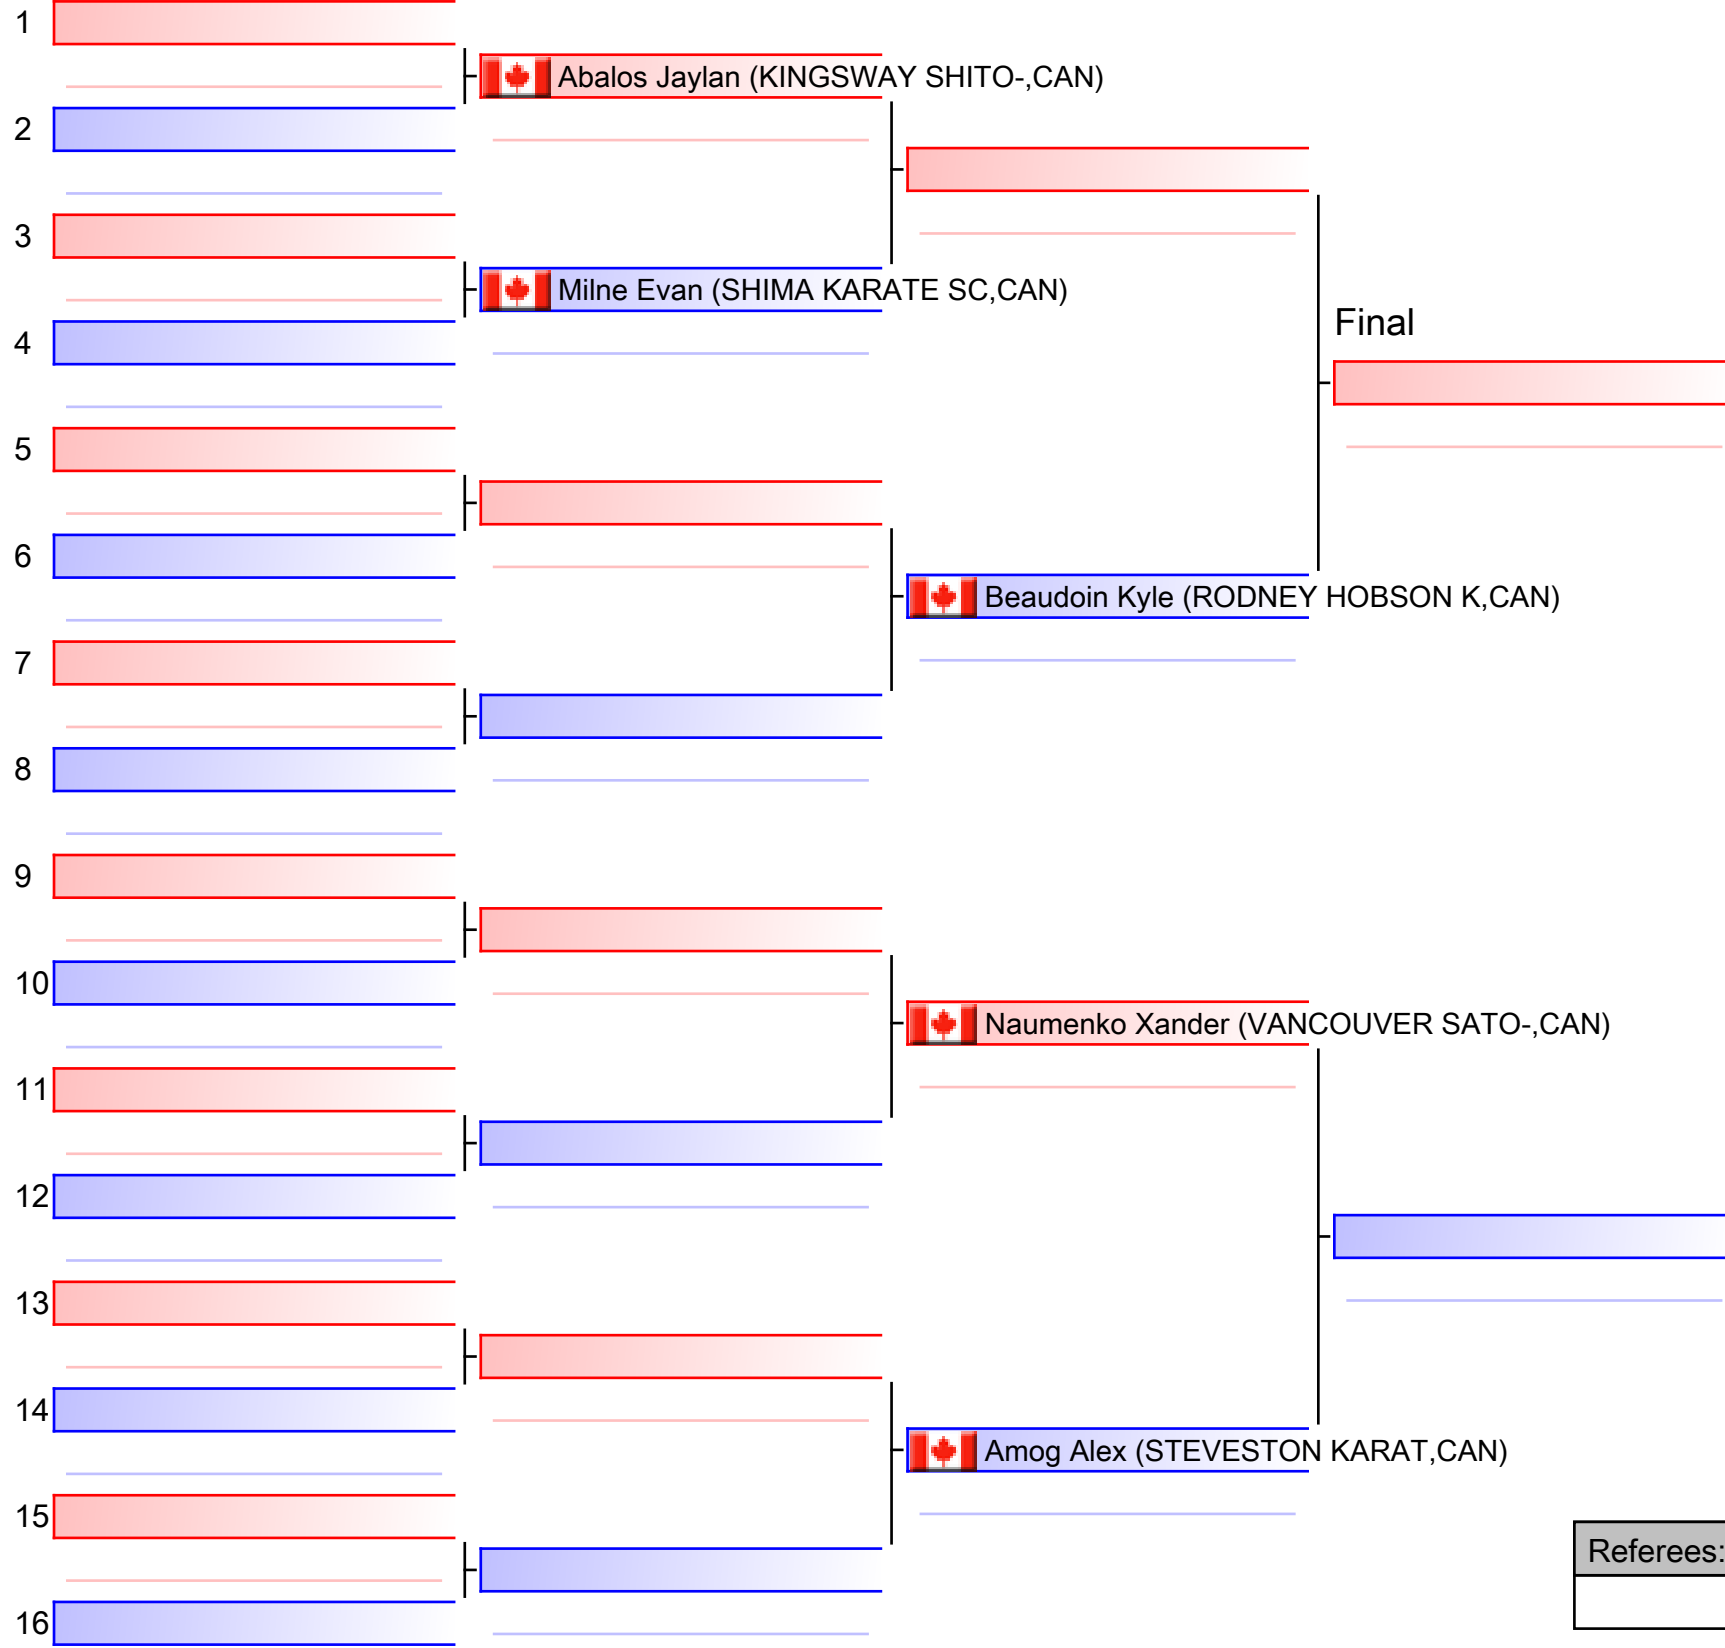 1
Abalos Jaylan (KINGSWAY SHITO-,CAN)
2
3
Milne Evan (SHIMA KARATE SC,CAN)
Final
4
5
6
Beaudoin Kyle (RODNEY HOBSON K,CAN)
7
8
9
10
Naumenko Xander (VANCOUVER SATO-,CAN)
11
12
13
14
Amog Alex (STEVESTON KARAT,CAN)
15
Referees:
16